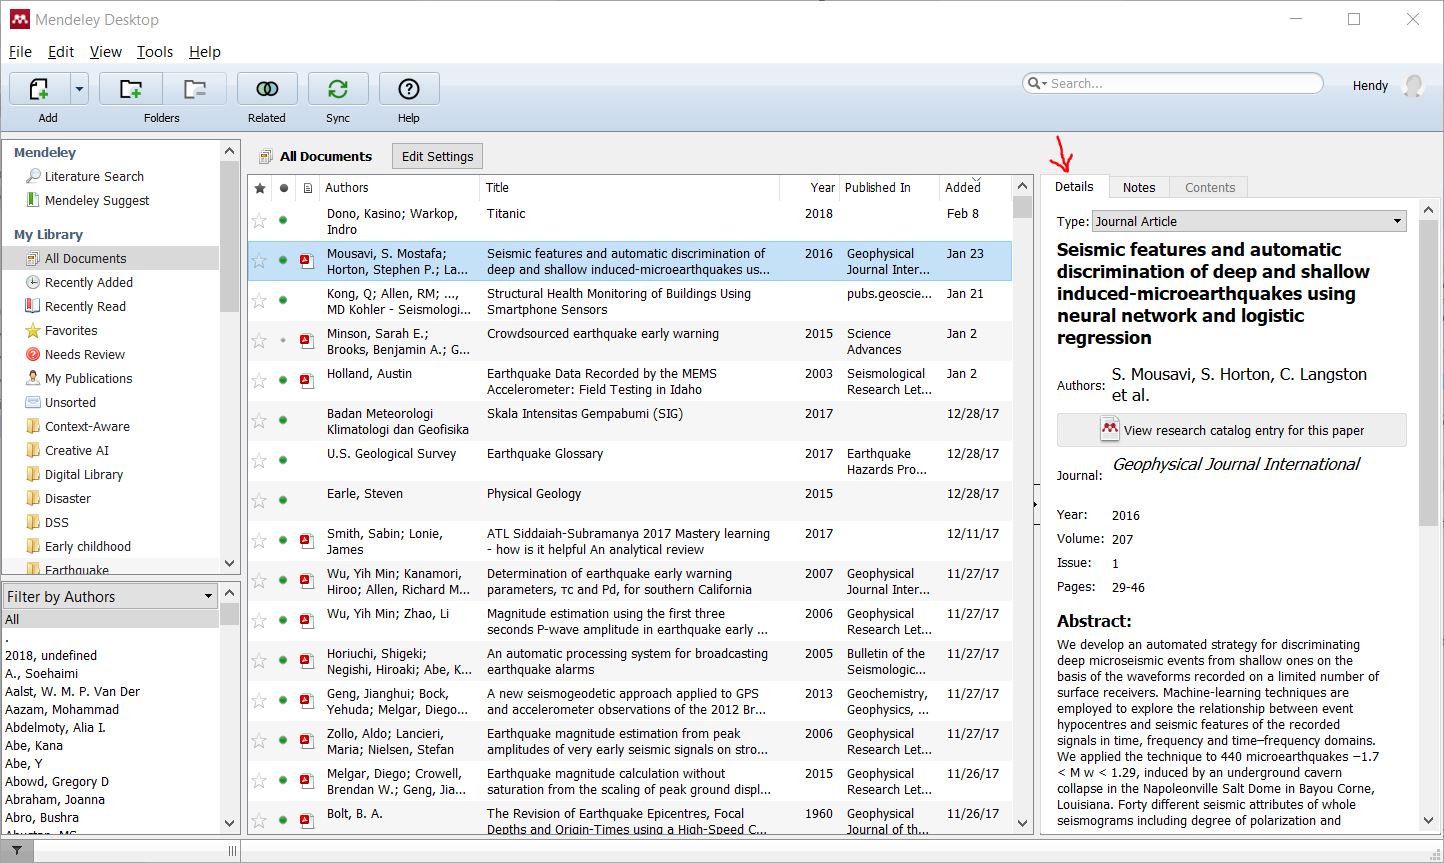 Mendeley Desktop
File Edit View Tools Help
Add
Folders
Related
Sync
Help
Search...
Hendy
Mendeley
Literature Search
Mendeley Suggest
My Library
All Documents
Recently Added
Recently Read
Favorites
Needs Review
My Publications
Unsorted
Context-Aware
Creative AI
Digital Library
Disaster
DSS
Early childhood
Earthquake
Filter by Authors
All
.
2018, undefined
A., Soehaimi
Aalst, W. M. P. Van Der
Aazam, Mohammad
Abdelmoty, Alia I.
Abe, Kana
Abe, Y
Abowd, Gregory D
Abraham, Joanna
Abro, Bushra
Abustan, MS
All Documents Edit Settings
Authors Title Year Published In Added
Dono, Kasino; Warkop, Titanic 2018 Feb 8
Indro
Mousavi, S. Mostafa; Seismic features and automatic discrimination of 2016 Geophysical Jan 23
Horton, Stephen P.; La... deep and shallow induced-microearthquakes us... Journal Inter...
Kong, Q; Allen, RM; ..., Structural Health Monitoring of Buildings Using pubs.geoscie... Jan 21
MD Kohler - Seismologi... Smartphone Sensors
Minson, Sarah E.; Crowdsourced earthquake early warning 2015 Science Jan 2
Brooks, Benjamin A.; G... Advances
Holland, Austin Earthquake Data Recorded by the MEMS 2003 Seismological Jan 2
Accelerometer: Field Testing in Idaho Research Let...
Badan Meteorologi Skala Intensitas Gempabumi (SIG) 2017 12/28/17
Klimatologi dan Geofisika
U.S. Geological Survey Earthquake Glossary 2017 Earthquake 12/28/17
Hazards Pro...
Earle, Steven Physical Geology 2015 12/28/17
Smith, Sabin; Lonie, ATL Siddaiah-Subramanya 2017 Mastery learning 2017 12/11/17
James - how is it helpful An analytical review
Wu, Yih Min; Kanamori, Determination of earthquake early warning 2007 Geophysical 11/27/17
Hiroo; Allen, Richard M... parameters, τc and Pd, for southern California Journal Inter...
Wu, Yih Min; Zhao, Li Magnitude estimation using the first three 2006 Geophysical 11/27/17
seconds P-wave amplitude in earthquake early ... Research Let...
Horiuchi, Shigeki; An automatic processing system for broadcasting 2005 Bulletin of the 11/27/17
Negishi, Hiroaki; Abe, K... earthquake alarms Seismologic...
Geng, Jianghui; Bock, A new seismogeodetic approach applied to GPS 2013 Geochemistry, 11/27/17
Yehuda; Melgar, Diego... and accelerometer observations of the 2012 Br... Geophysics, ...
Zollo, Aldo; Lancieri, Earthquake magnitude estimation from peak 2006 Geophysical 11/27/17
Maria; Nielsen, Stefan amplitudes of very early seismic signals on stro... Research Let...
Melgar, Diego; Crowell, Earthquake magnitude calculation without 2015 Geophysical 11/26/17
Brendan W.; Geng, Jia... saturation from the scaling of peak ground displ... Research Let...
Bolt, B. A. The Revision of Earthquake Epicentres, Focal 1960 Geophysical 11/26/17
Depths and Origin-Times using a High-Speed C... Journal of th...
Details Notes Contents
Type: Journal Article
Seismic features and automatic
discrimination of deep and shallow
induced-microearthquakes using
neural network and logistic
regression
Authors: S. Mousavi, S. Horton, C. Langston
et al.
View research catalog entry for this paper
Journal: Geophysical Journal International
Year: 2016
Volume: 207
Issue: 1
Pages: 29-46
Abstract:
We develop an automated strategy for discriminating
deep microseismic events from shallow ones on the
basis of the waveforms recorded on a limited number of
surface receivers. Machine-learning techniques are
employed to explore the relationship between event
hypocentres and seismic features of the recorded
signals in time, frequency and time–frequency domains.
We applied the technique to 440 microearthquakes −1.7
< M w < 1.29, induced by an underground cavern
collapse in the Napoleonville Salt Dome in Bayou Corne,
Louisiana. Forty different seismic attributes of whole
seismograms including degree of polarization and